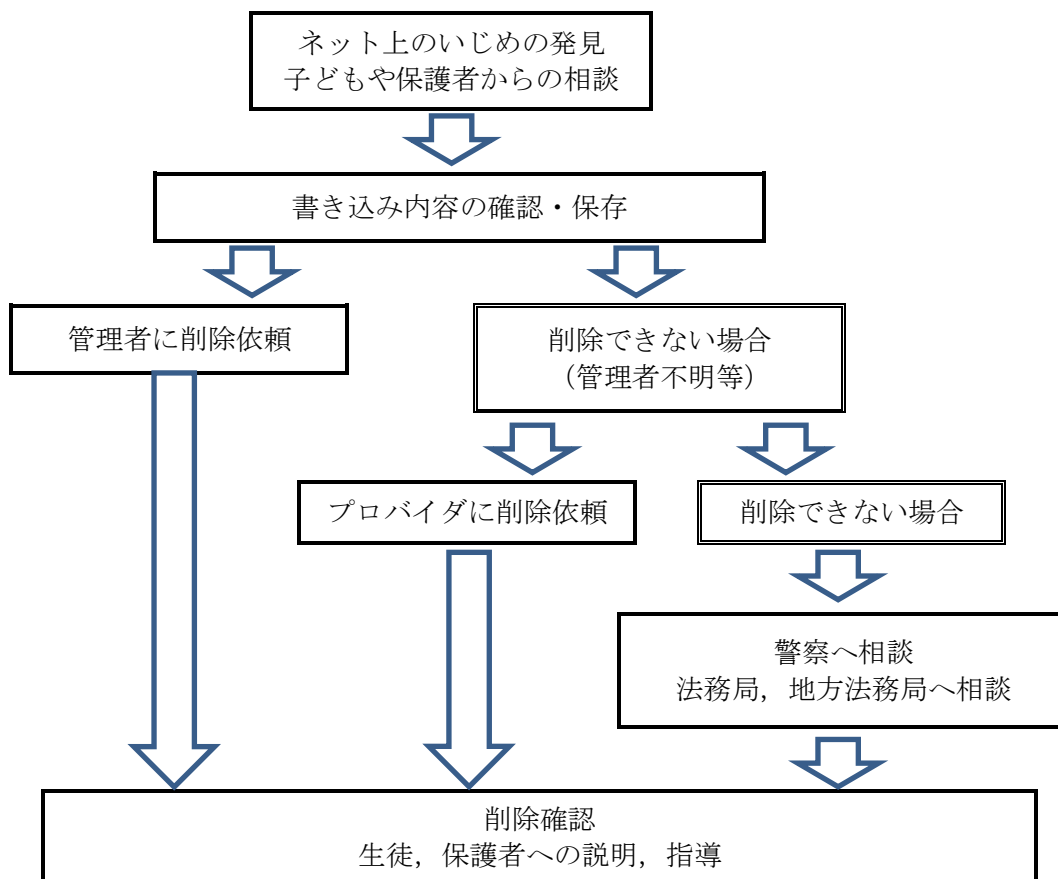 ネット上のいじめの発見
子どもや保護者からの相談
書き込み内容の確認・保存
管理者に削除依頼
削除できない場合
（管理者不明等）
プロバイダに削除依頼
削除できない場合
警察へ相談
法務局，地方法務局へ相談
削除確認
生徒，保護者への説明，指導